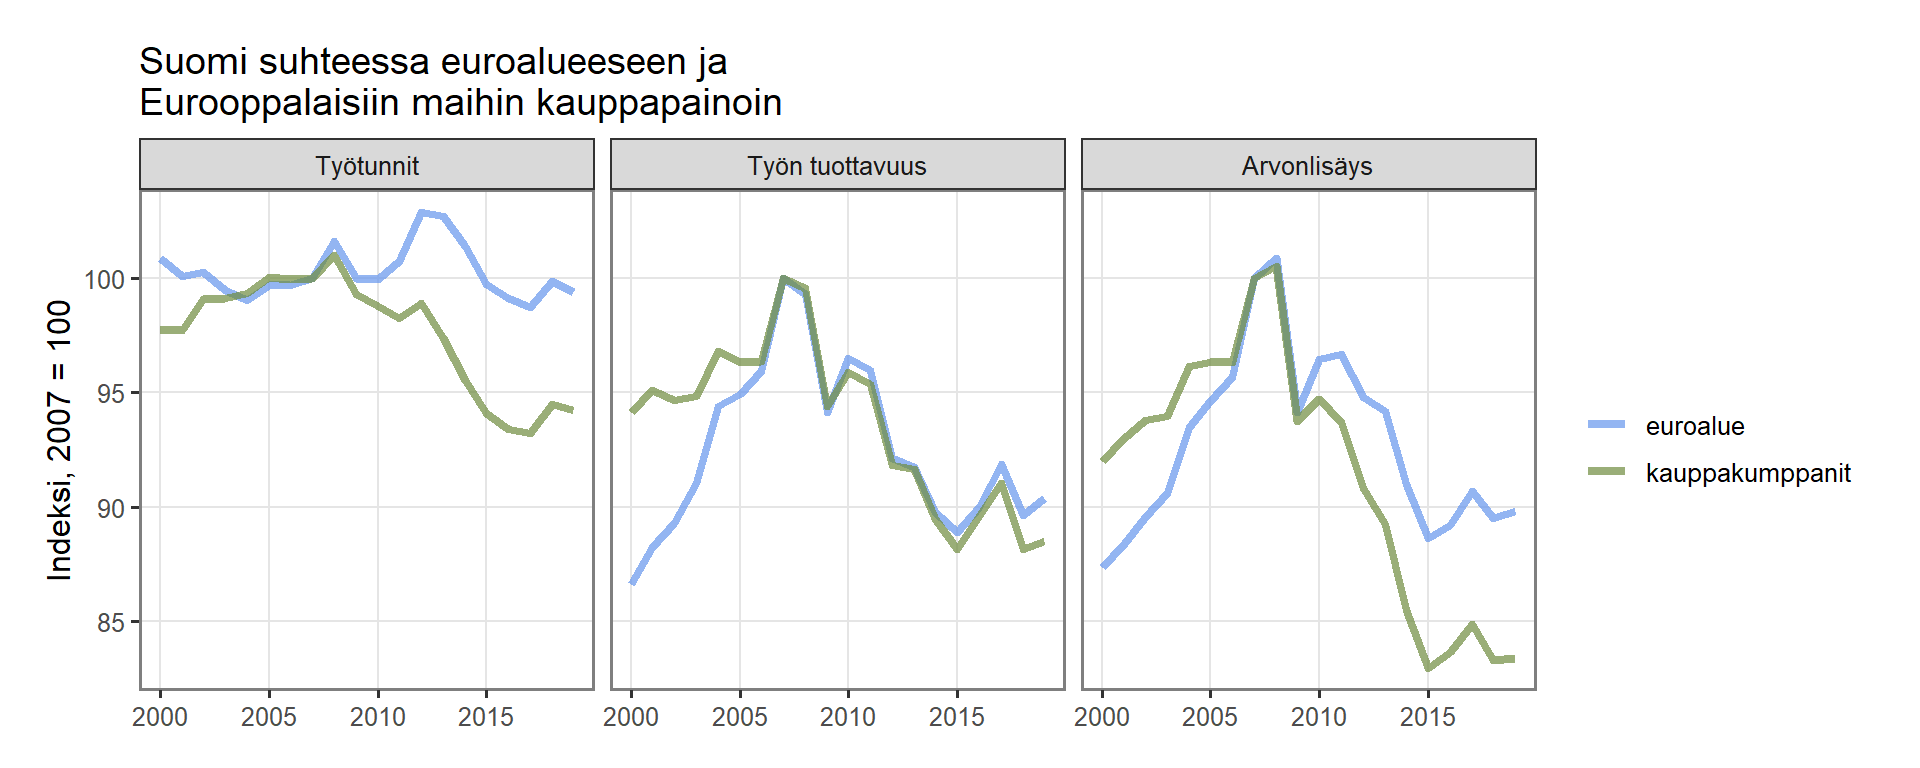 Suomi suhteessa euroalueeseen ja
Eurooppalaisiin maihin kauppapainoin
Työtunnit
Työn tuottavuus
Arvonlisäys
Indeksi, 2007 = 100
100
95
90
85
2000 2005 2010 2015
2000 2005 2010 2015
2000 2005 2010 2015
euroalue
kauppakumppanit